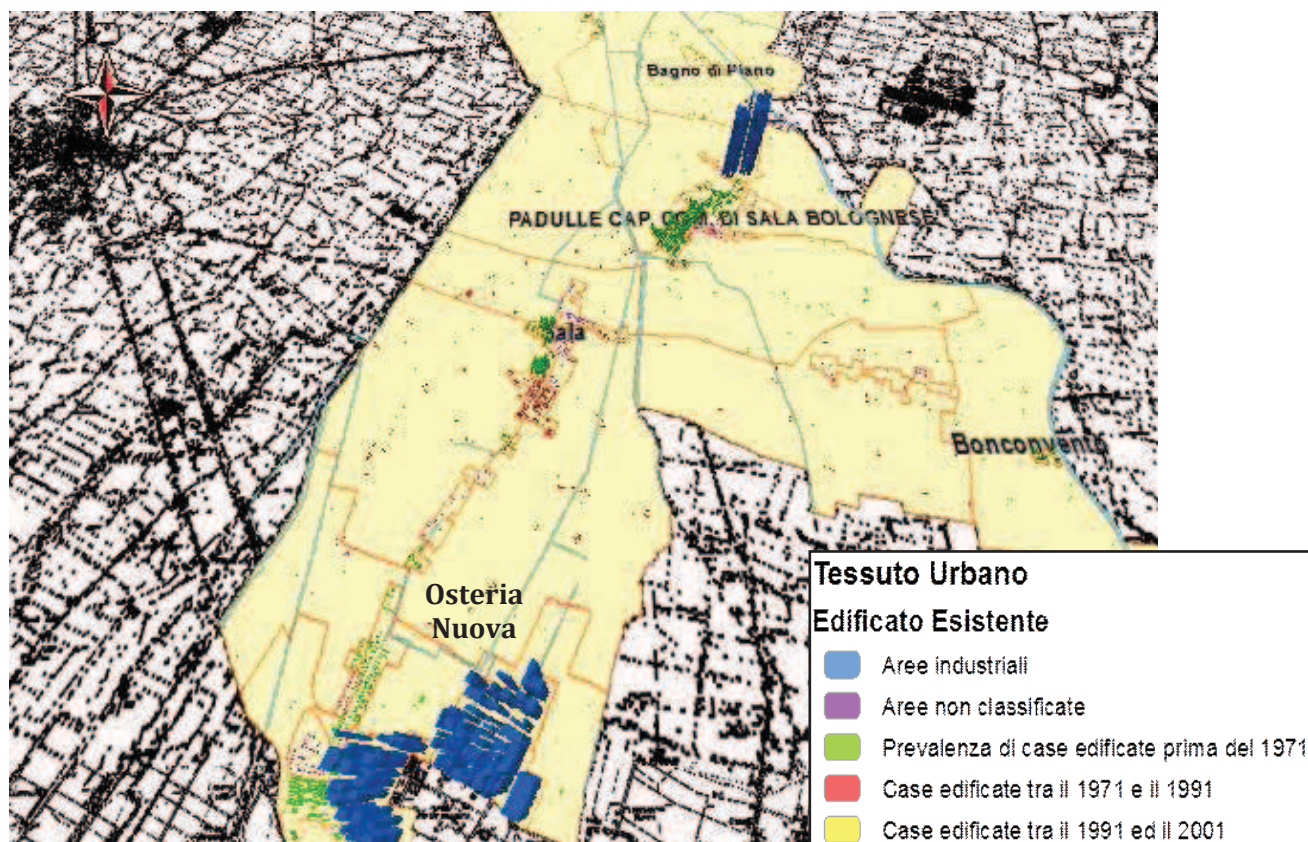 Bagno di Piano
PADULLE CAP. COM. DI SALA BOLOGNESE
Sala
Bonconvento
Osteria
Nuova
Tessuto Urbano
Edificato Esistente
Aree industriali
Aree non classificate
Prevalenza di case edificate prima del 1971
Case edificate tra il 1971 e il 1991
Case edificate tra il 1991 ed il 2001